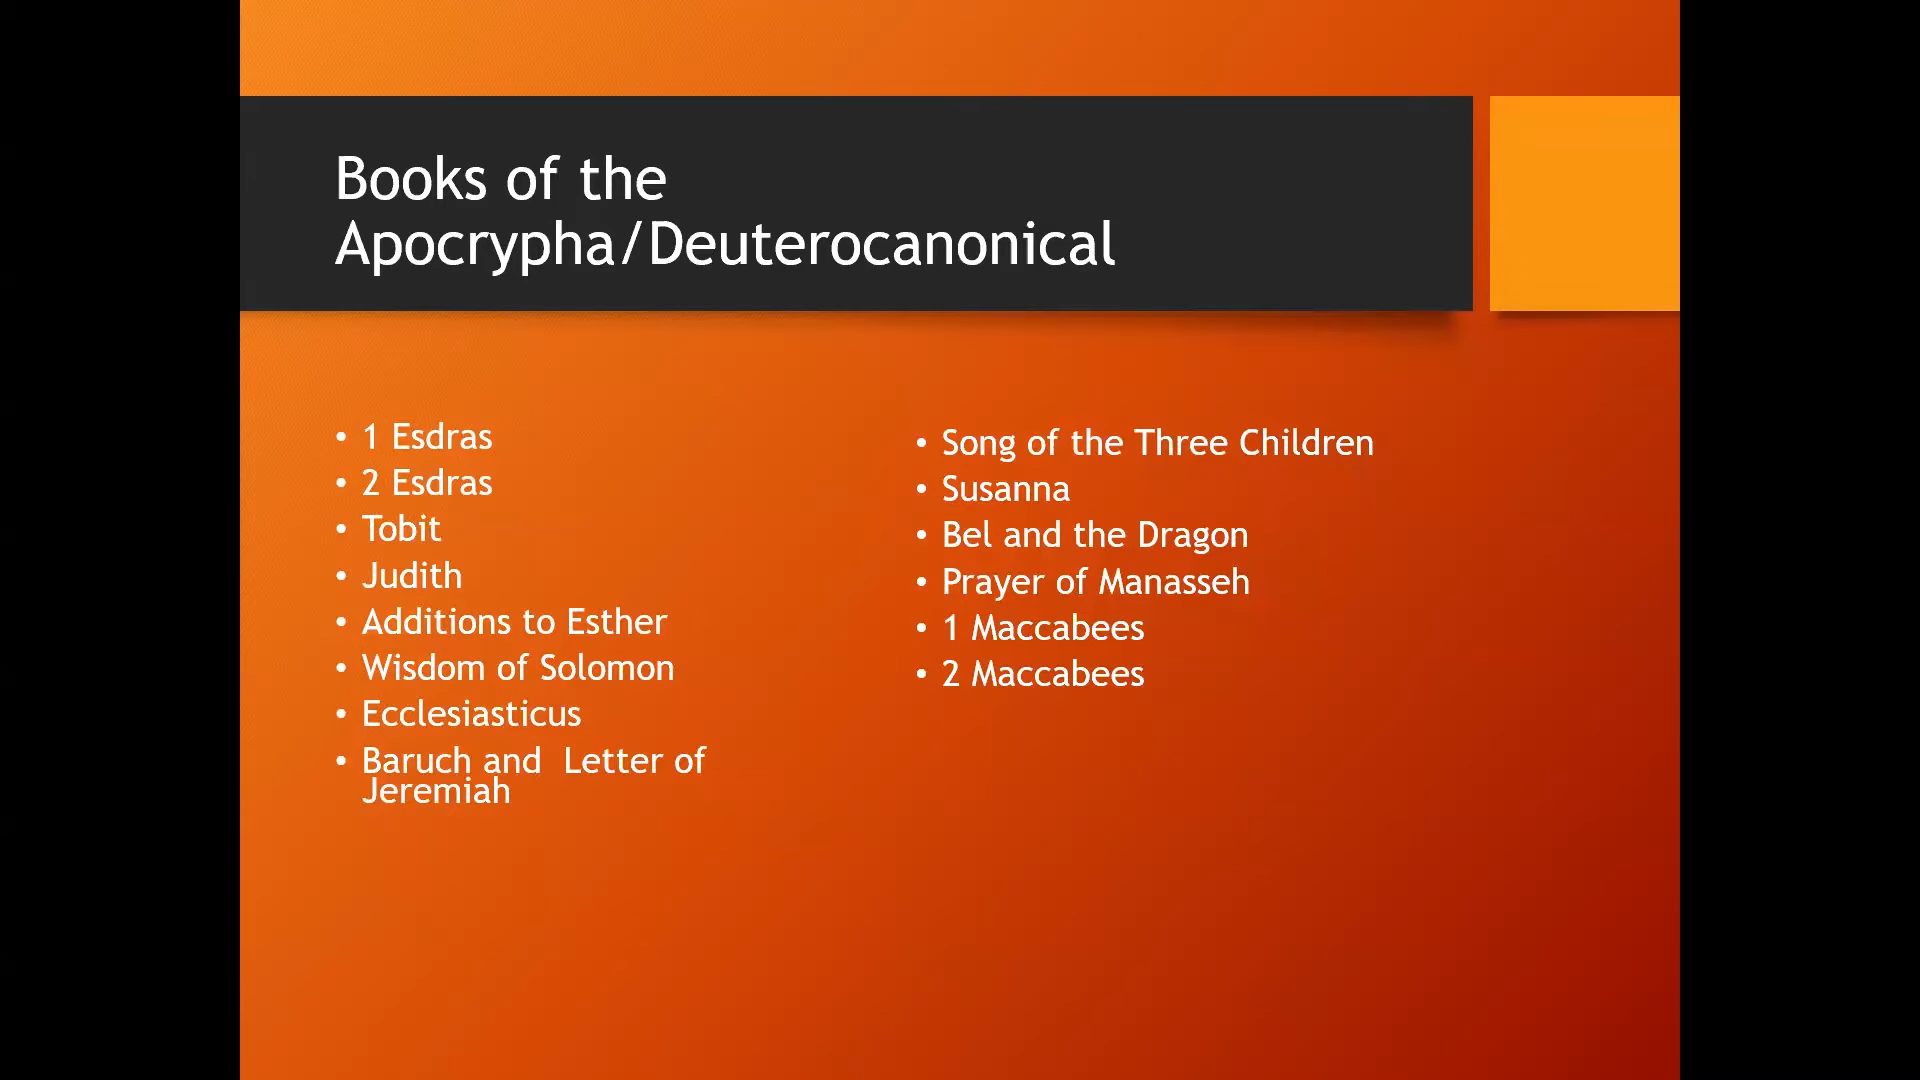 Books of the
Apocrypha/Deuterocanonical
• 1 Esdras
• 2 Esdras
• Tobit
• Judith
• Additions to Esther
• Wisdom of Solomon
• Ecclesiasticus
• Baruch and  Letter of
Jeremiah
• Song of the Three Children
• Susanna
• Bel and the Dragon
• Prayer of Manasseh
• 1 Maccabees
• 2 Maccabees